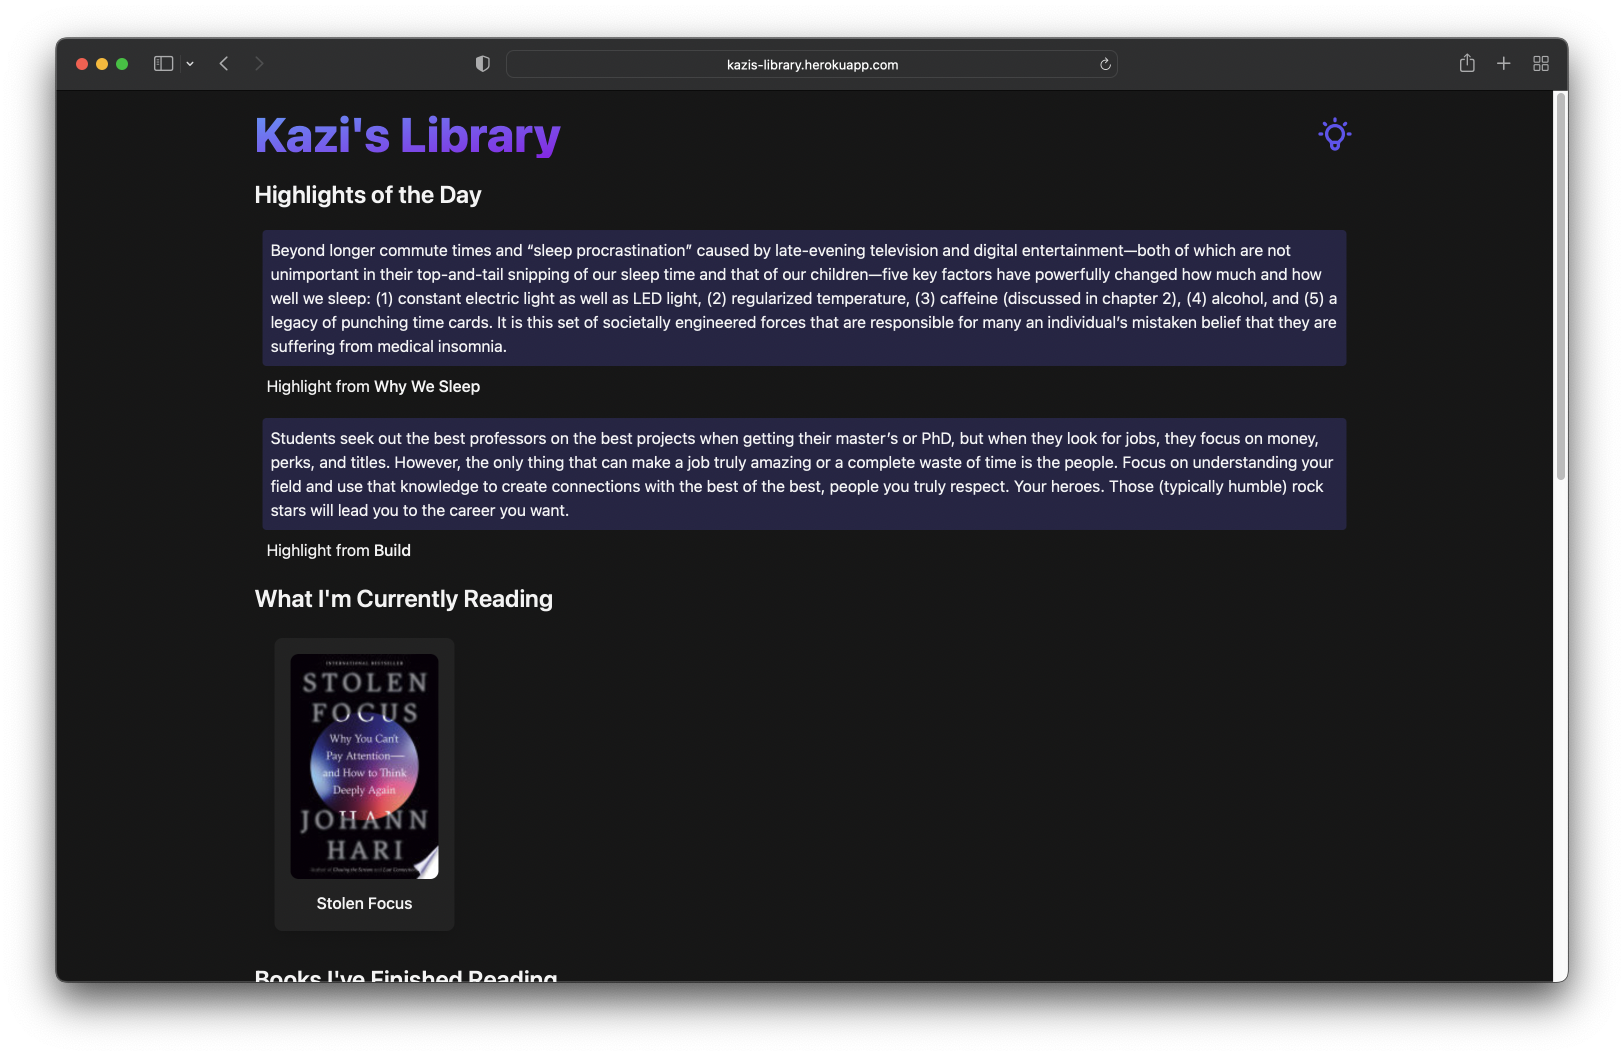 kazis-library.herokuapp.com
Kazi's Library
Highlights of the Day
Beyond longer commute times and “sleep procrastination” caused by late-evening television and digital entertainment—both of which are not
unimportant in their top-and-tail snipping of our sleep time and that of our children—five key factors have powerfully changed how much and how
well we sleep: (1) constant electric light as well as LED light, (2) regularized temperature, (3) caffeine (discussed in chapter 2), (4) alcohol, and (5) a
legacy of punching time cards. It is this set of societally engineered forces that are responsible for many an individual’s mistaken belief that they are
suffering from medical insomnia.
Highlight from Why We Sleep
Students seek out the best professors on the best projects when getting their master’s or PhD, but when they look for jobs, they focus on money,
perks, and titles. However, the only thing that can make a job truly amazing or a complete waste of time is the people. Focus on understanding your
field and use that knowledge to create connections with the best of the best, people you truly respect. Your heroes. Those (typically humble) rock
stars will lead you to the career you want.
Highlight from Build
What I'm Currently Reading
INTERNATIONAL BESTSELLER
STOLEN
FOCUS
Why You Can't
Pay Attention—
and How to Think
Deeply Again
JOHANN
HARI
Stolen Focus
Books I've Finished Reading